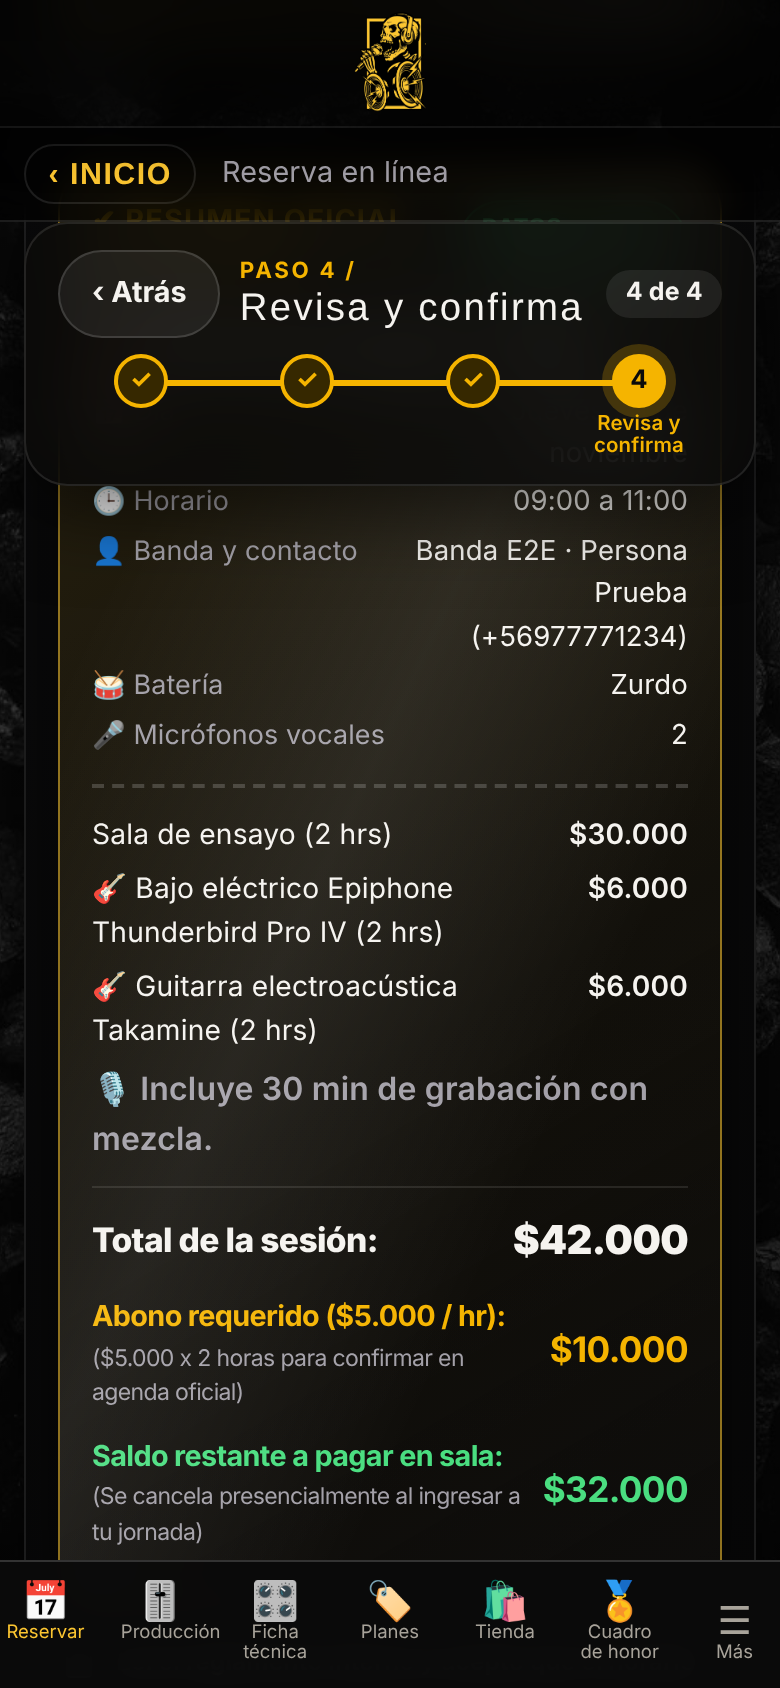 ‹ INICIO
Reserva en línea
✔ RESUMEN OFICIAL
DATOS
‹ Atrás
PASO 4 /
Revisa y confirma
4 de 4
4
Revisa y
confirma
noviembre
🕒 Horario
09:00 a 11:00
👤 Banda y contacto
Banda E2E · Persona
Prueba
(+56977771234)
🥁 Batería
Zurdo
🎤 Micrófonos vocales
2
Sala de ensayo (2 hrs)
$30.000
🎸 Bajo eléctrico Epiphone
Thunderbird Pro IV (2 hrs)
$6.000
🎸 Guitarra electroacústica
Takamine (2 hrs)
$6.000
🎙️ Incluye 30 min de grabación con
mezcla.
Total de la sesión:
$42.000
Abono requerido ($5.000 / hr):
($5.000 x 2 horas para confirmar en
agenda oficial)
$10.000
Saldo restante a pagar en sala:
(Se cancela presencialmente al ingresar a
tu jornada)
$32.000
July
17
Reservar
Producción
Ficha
técnica
Planes
Tienda
Cuadro
de honor
☰
Más